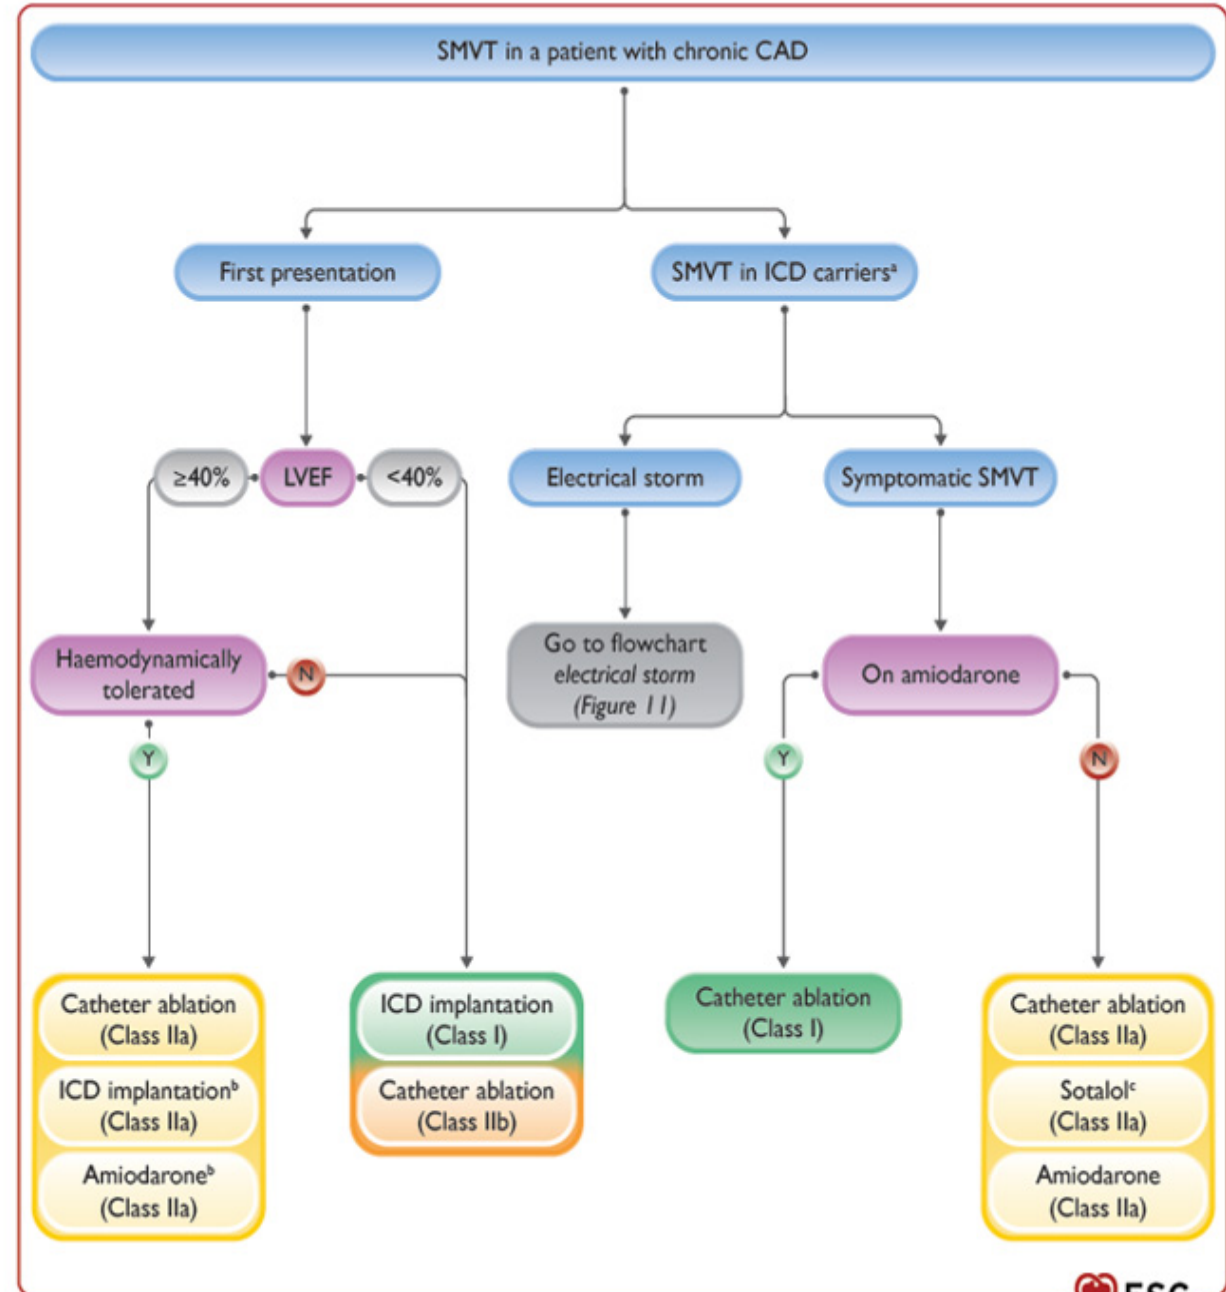 SMVT in a patient with chronic CAD
First presentation
SMVT in ICD carriersᵃ
≥40%
LVEF
<40%
Electrical storm
Symptomatic SMVT
Haemodynamically
tolerated
N
Go to flowchart
electrical storm
(Figure 11)
On amiodarone
Y
Y
N
Catheter ablation
(Class IIa)
ICD implantationᵇ
(Class IIa)
Amiodaroneᵇ
(Class IIa)
ICD implantation
(Class I)
Catheter ablation
(Class IIb)
Catheter ablation
(Class I)
Catheter ablation
(Class IIa)
Sotalolᶜ
(Class IIa)
Amiodarone
(Class IIa)
ESC